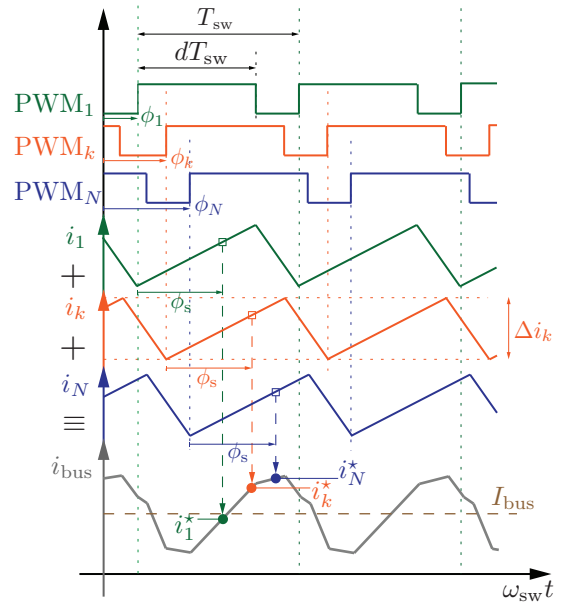 T_sw
dT_sw
PWM_1
ϕ_1
PWM_k
ϕ_k
PWM_N
ϕ_N
i_1
+
ϕ_s
i_k
Δi_k
+
ϕ_s
i_N
≡
ϕ_s
i_bus
i_N^⋆
i_k^⋆
I_bus
i_1^⋆
ω_sw t